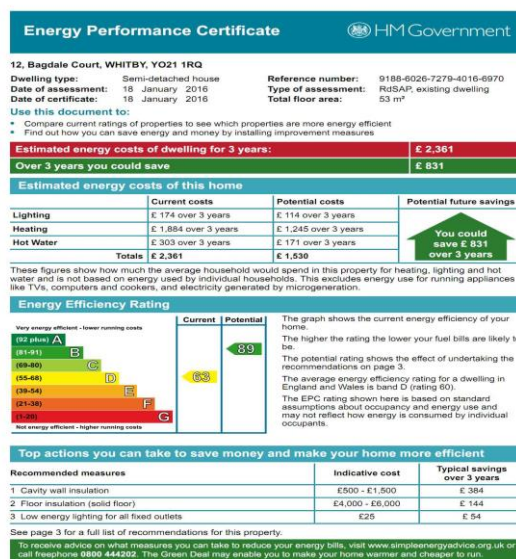 Energy Performance Certificate
HM Government
12, Bagdale Court, WHITBY, YO21 1RQ
Dwelling type: Semi-detached house
Reference number: 9188-6026-7279-4016-6970
Date of assessment: 18 January 2016
Type of assessment: RdSAP, existing dwelling
Date of certificate: 18 January 2016
Total floor area: 53 m²
Use this document to:
• Compare current ratings of properties to see which properties are more energy efficient
• Find out how you can save energy and money by installing improvement measures
Estimated energy costs of dwelling for 3 years: £ 2,361
Over 3 years you could save £ 831
Estimated energy costs of this home
Current costs Potential costs Potential future savings
Lighting £ 174 over 3 years £ 114 over 3 years
Heating £ 1,884 over 3 years £ 1,245 over 3 years
Hot Water £ 303 over 3 years £ 171 over 3 years
Totals £ 2,361 £ 1,530
You could
save £ 831
over 3 years
These figures show how much the average household would spend in this property for heating, lighting and hot
water and is not based on energy used by individual households. This excludes energy use for running appliances
like TVs, computers and cookers, and electricity generated by microgeneration.
Energy Efficiency Rating
Current Potential
Very energy efficient - lower running costs
(92 plus) A
(81-91) B
(69-80) C
(55-68) D
(39-54) E
(21-38) F
(1-20) G
Not energy efficient - higher running costs
63
89
The graph shows the current energy efficiency of your
home.
The higher the rating the lower your fuel bills are likely t
be.
The potential rating shows the effect of undertaking the
recommendations on page 3.
The average energy efficiency rating for a dwelling in
England and Wales is band D (rating 60).
The EPC rating shown here is based on standard
assumptions about occupancy and energy use and
may not reflect how energy is consumed by individual
occupants.
Top actions you can take to save money and make your home more efficient
Recommended measures Indicative cost Typical savings
over 3 years
1 Cavity wall insulation £500 - £1,500 £ 384
2 Floor insulation (solid floor) £4,000 - £6,000 £ 144
3 Low energy lighting for all fixed outlets £25 £ 54
See page 3 for a full list of recommendations for this property.
To receive advice on what measures you can take to reduce your energy bills, visit www.simpleenergyadvice.org.uk or
call freephone 0800 444202. The Green Deal may enable you to make your home warmer and cheaper to run.